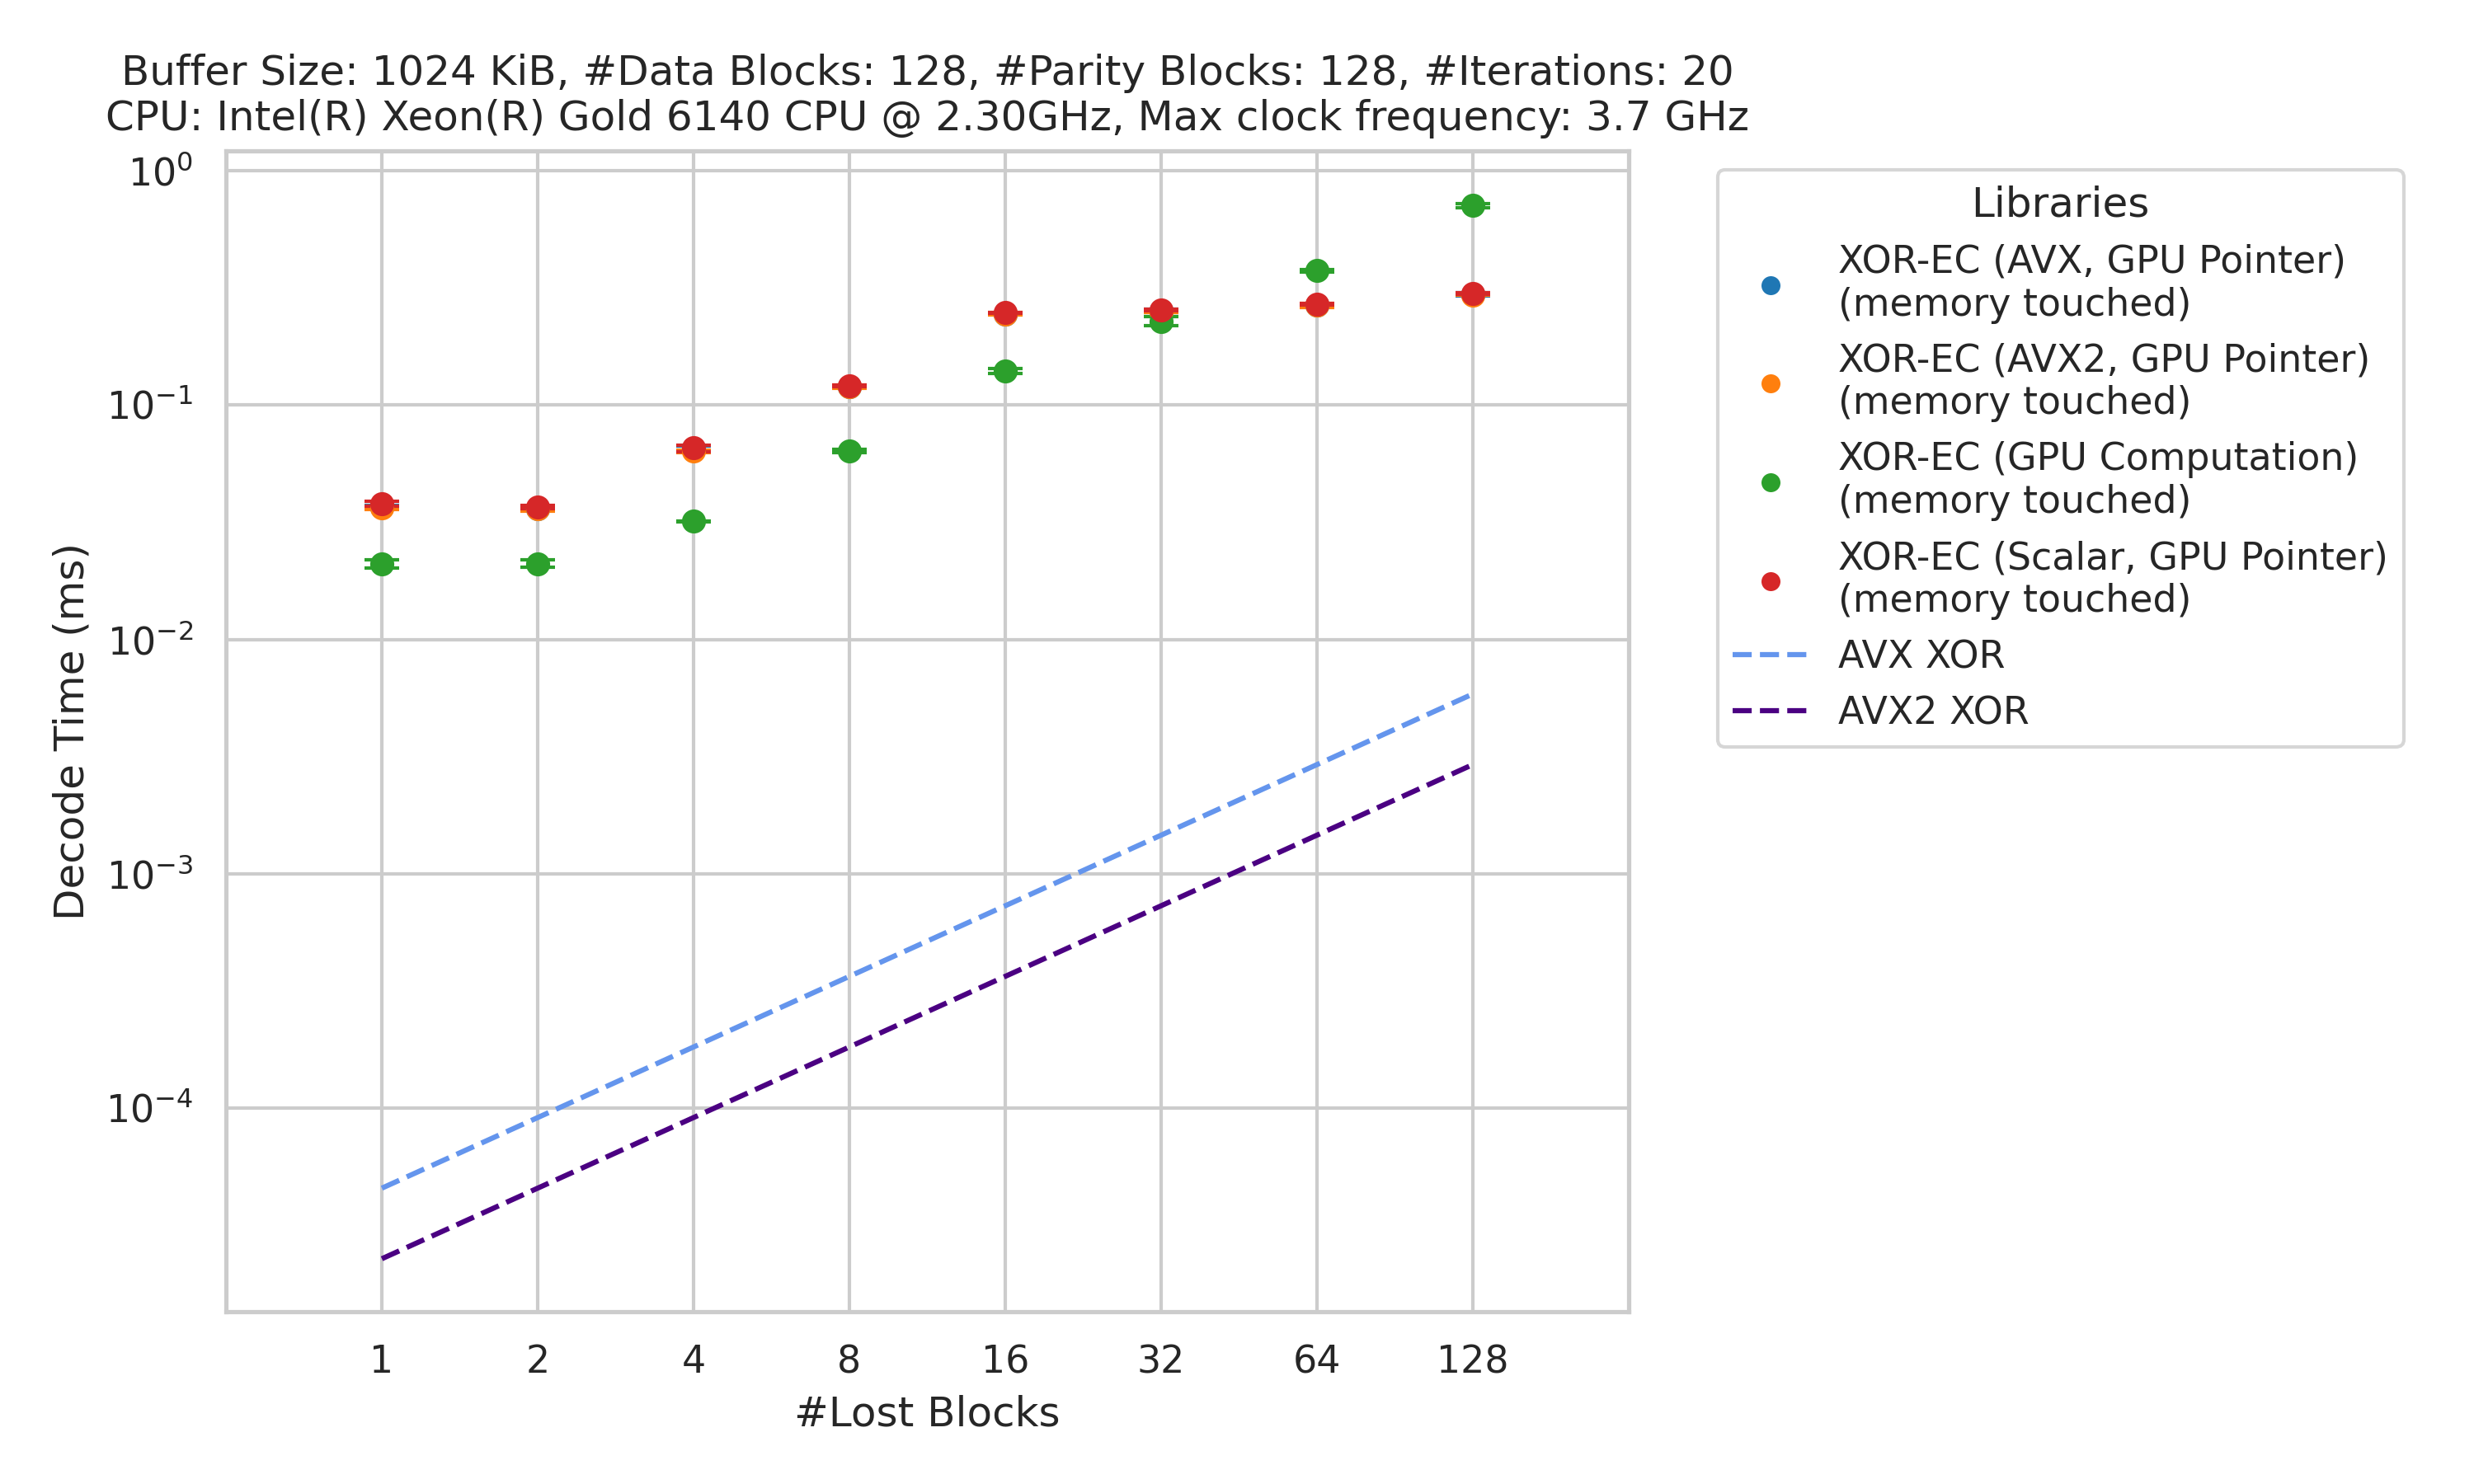 Buffer Size: 1024 KiB, #Data Blocks: 128, #Parity Blocks: 128, #Iterations: 20
CPU: Intel(R) Xeon(R) Gold 6140 CPU @ 2.30GHz, Max clock frequency: 3.7 GHz
10⁰
10⁻¹
10⁻²
10⁻³
10⁻⁴
Decode Time (ms)
1 2 4 8 16 32 64 128
#Lost Blocks
Libraries
XOR-EC (AVX, GPU Pointer)
(memory touched)
XOR-EC (AVX2, GPU Pointer)
(memory touched)
XOR-EC (GPU Computation)
(memory touched)
XOR-EC (Scalar, GPU Pointer)
(memory touched)
AVX XOR
AVX2 XOR